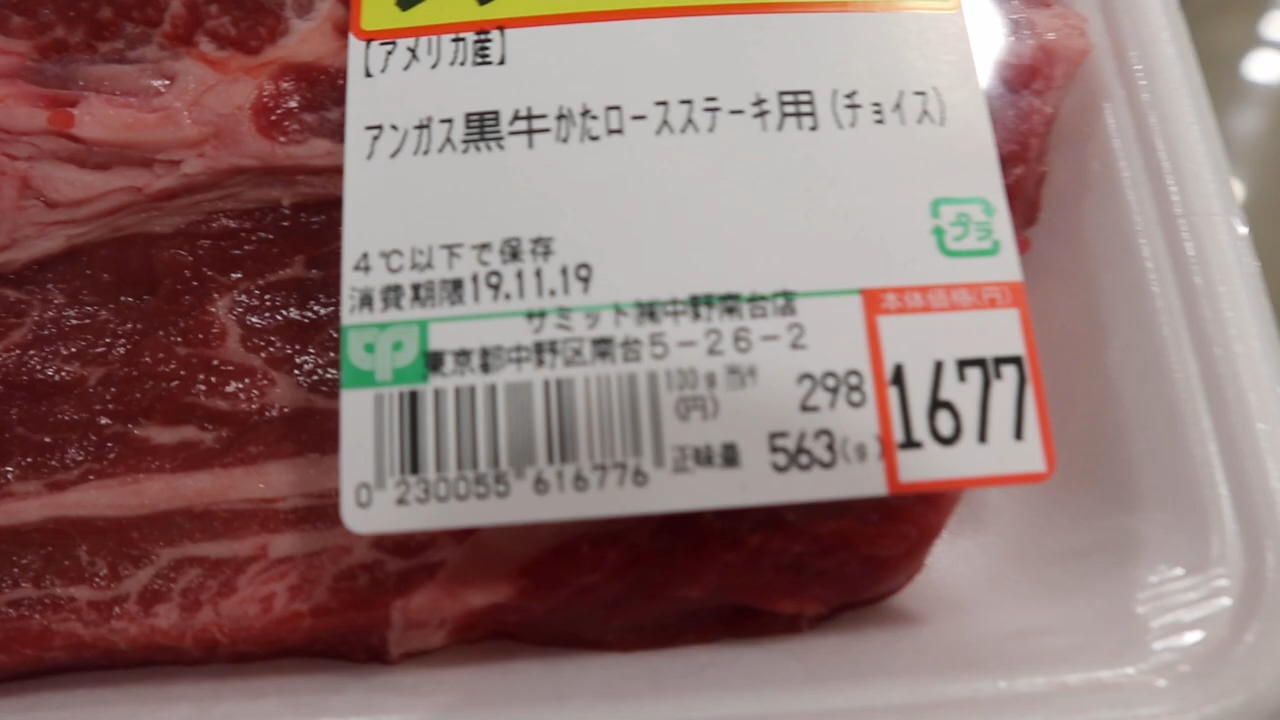 【アメリカ産】
アンガス黒牛かたロースステーキ用(チョイス)
プラ
4℃以下で保存
消費期限19.11.19
サミット㈱中野南台店
東京都中野区南台5-26-2
100g当り
(円)
298
正味量 563(g)
本体価格(円)
1677
0 230055 616776